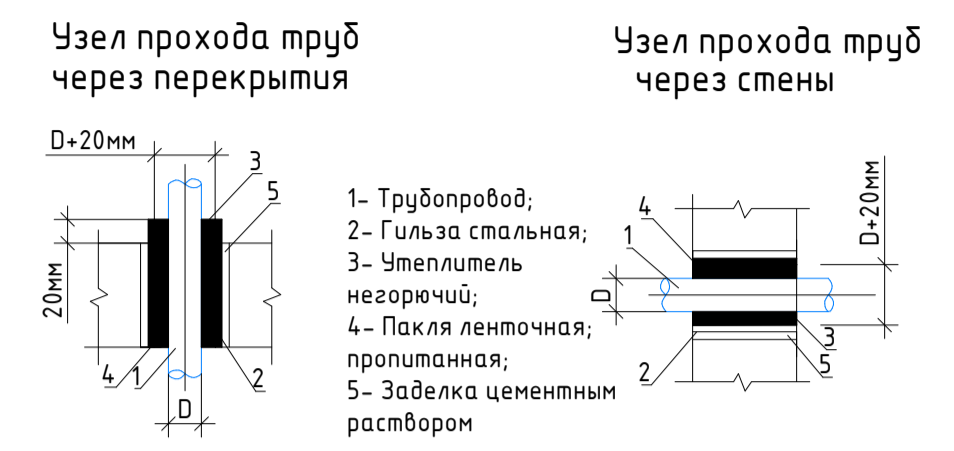 Узел прохода труб
через перекрытия
Узел прохода труб
через стены
D+20мм
3
5
20мм
4
1
2
D
1- Трубопровод;
2- Гильза стальная;
3- Утеплитель
негорючий;
4- Пакля ленточная;
пропитанная;
5- Заделка цементным
раствором
4
1
D
D+20мм
3
2
5